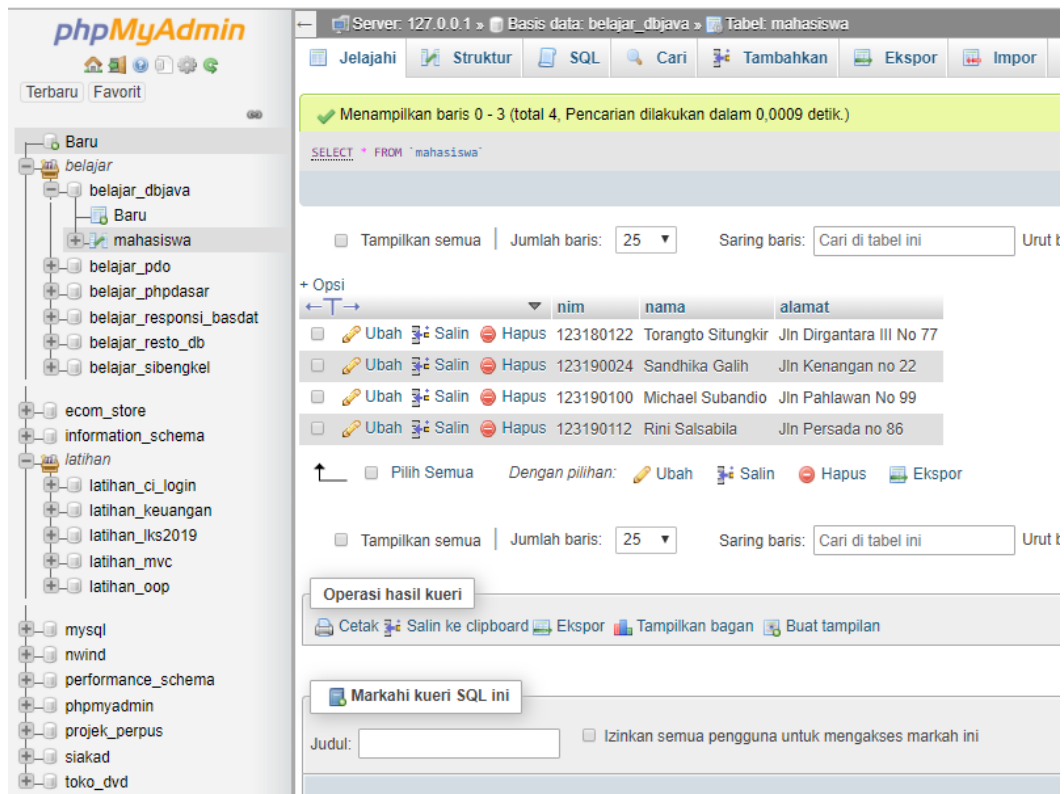 phpMyAdmin
Terbaru Favorit
Baru
belajar
belajar_dbjava
Baru
mahasiswa
belajar_pdo
belajar_phpdasar
belajar_responsi_basdat
belajar_resto_db
belajar_sibengkel
ecom_store
information_schema
latihan
latihan_ci_login
latihan_keuangan
latihan_lks2019
latihan_mvc
latihan_oop
mysql
nwind
performance_schema
phpmyadmin
projek_perpus
siakad
toko_dvd
Server: 127.0.0.1 » Basis data: belajar_dbjava » Tabel: mahasiswa
Jelajahi Struktur SQL Cari Tambahkan Ekspor Impor
Menampilkan baris 0 - 3 (total 4, Pencarian dilakukan dalam 0,0009 detik.)
SELECT * FROM `mahasiswa`
Tampilkan semua | Jumlah baris: 25 Saring baris: Cari di tabel ini Urut b
+ Opsi
←T→ nim nama alamat
Ubah Salin Hapus 123180122 Torangto Situngkir Jln Dirgantara III No 77
Ubah Salin Hapus 123190024 Sandhika Galih Jln Kenangan no 22
Ubah Salin Hapus 123190100 Michael Subandio Jln Pahlawan No 99
Ubah Salin Hapus 123190112 Rini Salsabila Jln Persada no 86
Pilih Semua Dengan pilihan: Ubah Salin Hapus Ekspor
Tampilkan semua | Jumlah baris: 25 Saring baris: Cari di tabel ini Urut b
Operasi hasil kueri
Cetak Salin ke clipboard Ekspor Tampilkan bagan Buat tampilan
Markahi kueri SQL ini
Judul: Izinkan semua pengguna untuk mengakses markah ini